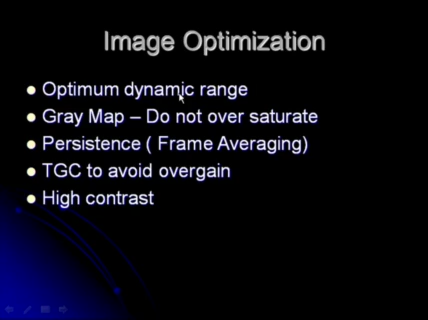 Image Optimization
Optimum dynamic range
Gray Map – Do not over saturate
Persistence ( Frame Averaging)
TGC to avoid overgain
High contrast